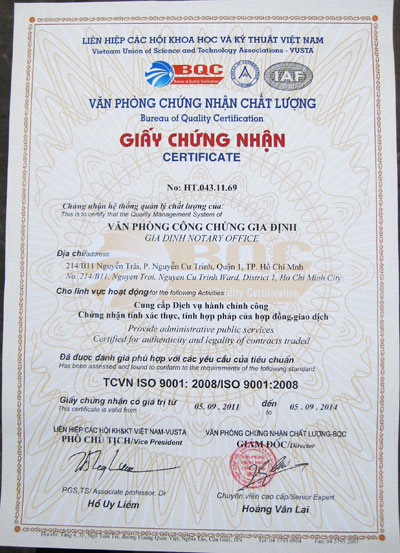 LIÊN HIỆP CÁC HỘI KHOA HỌC VÀ KỸ THUẬT VIỆT NAM
Vietnam Union of Science and Technology Associations - VUSTA
BQC
Bureau of Quality Certification
IAF
VĂN PHÒNG CHỨNG NHẬN CHẤT LƯỢNG
Bureau of Quality Certification
GIẤY CHỨNG NHẬN
CERTIFICATE
No: HT.043.11.69
Chứng nhận hệ thống quản lý chất lượng của:
This is to certify that the Quality Management System of
VĂN PHÒNG CÔNG CHỨNG GIA ĐỊNH
GIA DINH NOTARY OFFICE
Địa chỉ/address:
214/B11 Nguyễn Trãi, P. Nguyễn Cư Trinh, Quận 1, TP. Hồ Chí Minh
No. 214/B11, Nguyen Trai, Nguyen Cu Trinh Ward, District 1, Ho Chi Minh City
Cho lĩnh vực hoạt động/for the following Activities
Cung cấp Dịch vụ hành chính công
Chứng nhận tính xác thực, tính hợp pháp của hợp đồng,giao dịch
Provide administrative public services
Certified for authenticity and legality of contracts traded
Đã được đánh giá phù hợp với các yêu cầu của tiêu chuẩn
Has been assessed and found to conform to the requirements of the following standard
TCVN ISO 9001: 2008/ISO 9001:2008
Giấy chứng nhận có giá trị từ 05. 09 . 2011 đến 05 . 09 . 2014
This certificate is valid from to
LIÊN HIỆP CÁC HỘI KH&KT VIỆT NAM-VUSTA
PHÓ CHỦ TỊCH/Vice President
VĂN PHÒNG CHỨNG NHẬN CHẤT LƯỢNG-BQC
GIÁM ĐỐC/Director
PGS,TS/Associate professor. Dr
Hồ Uy Liêm
Chuyên viên cao cấp/Senior Expert
Hoàng Văn Lai